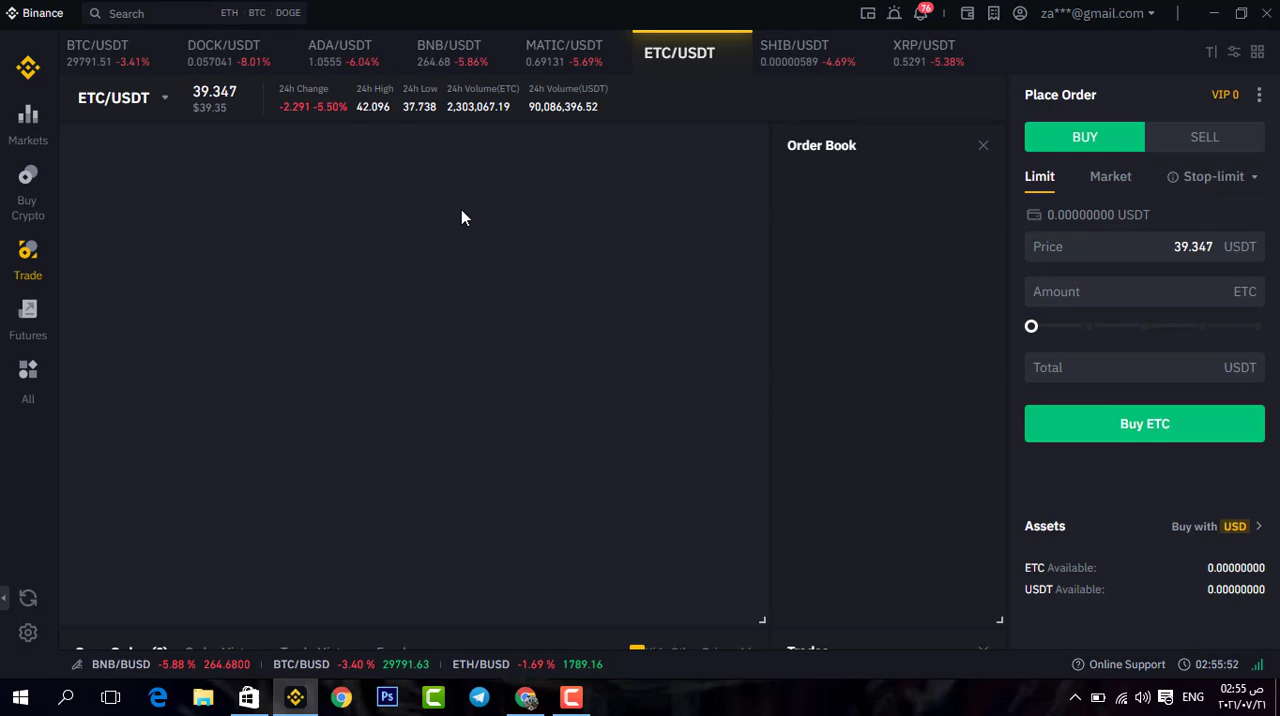 Binance Search ETH · BTC · DOGE 76 za***@gmail.com
BTC/USDT DOCK/USDT ADA/USDT BNB/USDT MATIC/USDT ETC/USDT SHIB/USDT XRP/USDT
29791.51 -3.41% 0.057041 -8.01% 1.0555 -6.04% 264.68 -5.86% 0.69131 -5.69% 0.00000589 -4.69% 0.5291 -5.38%
ETC/USDT 39.347 $39.35
24h Change 24h High 24h Low 24h Volume(ETC) 24h Volume(USDT)
-2.291 -5.50% 42.096 37.738 2,303,067.19 90,086,396.52
Markets
Buy
Crypto
Trade
Futures
All
Order Book
Place Order VIP 0
BUY SELL
Limit Market Stop-limit
0.00000000 USDT
Price 39.347 USDT
Amount ETC
Total USDT
Buy ETC
Assets Buy with USD
ETC Available: 0.00000000
USDT Available: 0.00000000
BNB/BUSD -5.88 % 264.6800 BTC/BUSD -3.40 % 29791.63 ETH/BUSD -1.69 % 1789.16 Online Support 02:55:52
Ps ENG 02:55 ص
٢٠٢١/٠٧/٢١